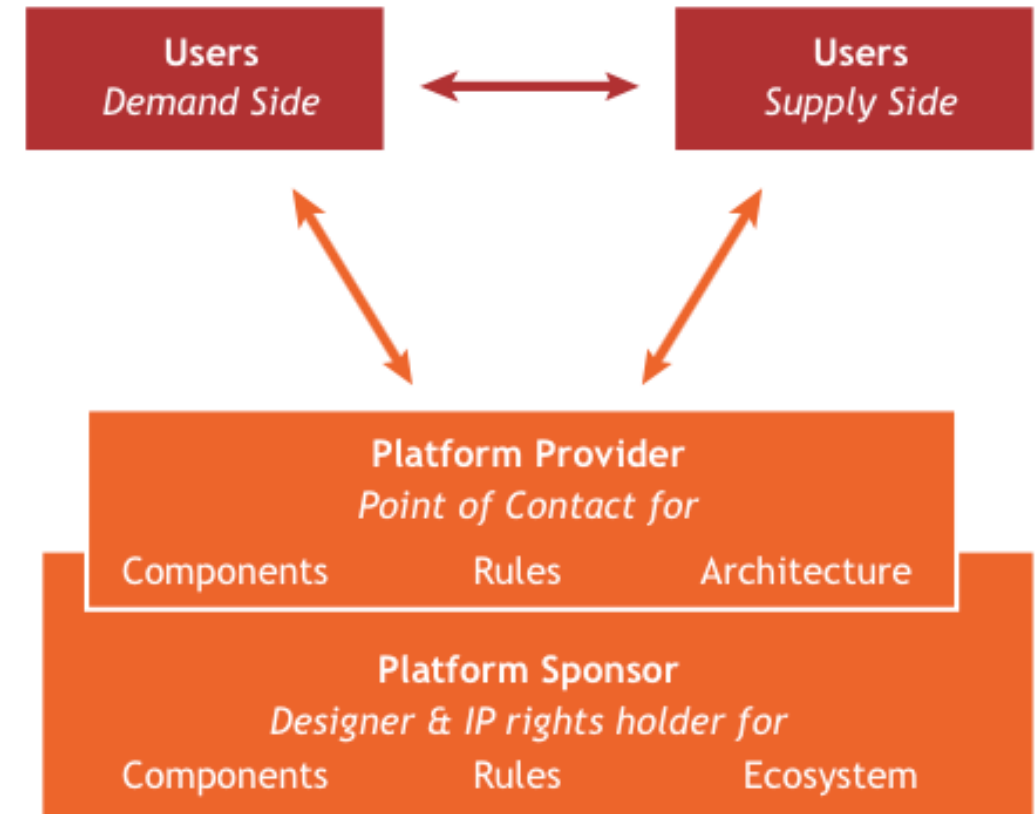 Users
Demand Side
Users
Supply Side
Platform Provider
Point of Contact for
Components Rules Architecture
Platform Sponsor
Designer & IP rights holder for
Components Rules Ecosystem